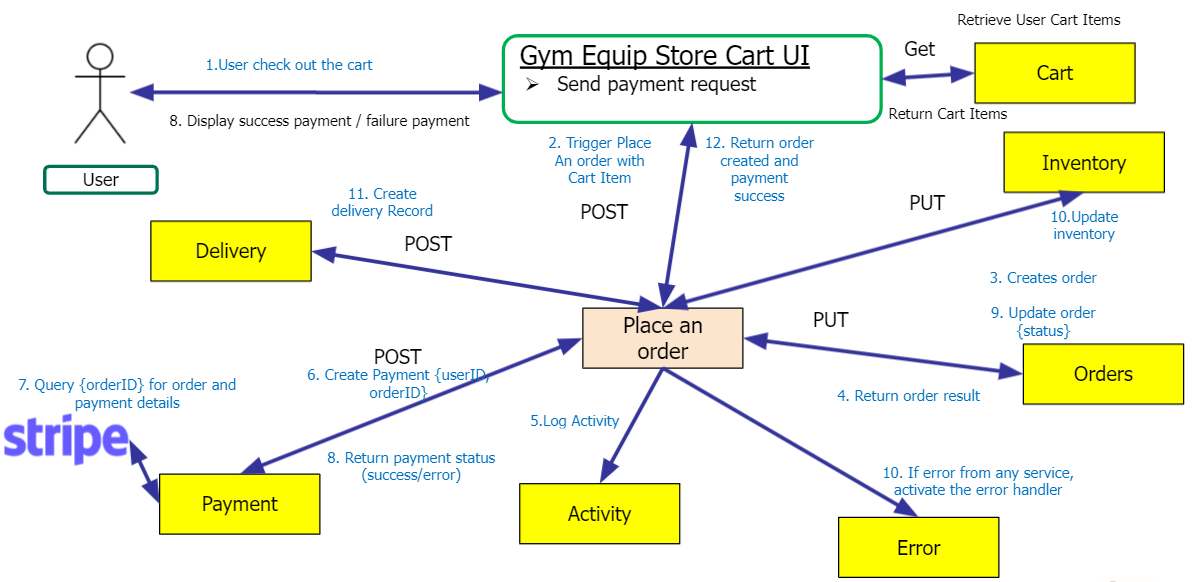 Retrieve User Cart Items
Gym Equip Store Cart UI
➢ Send payment request
Get
Cart
1.User check out the cart
Return Cart Items
8. Display success payment / failure payment
User
2. Trigger Place
An order with
Cart Item
POST
12. Return order
created and
payment
success
Inventory
PUT
10.Update
inventory
11. Create
delivery Record
POST
Delivery
3. Creates order
9. Update order
{status}
PUT
Place an
order
Orders
4. Return order result
POST
6. Create Payment {userID,
orderID}
7. Query {orderID} for order and
payment details
stripe
8. Return payment status
(success/error)
Payment
5.Log Activity
Activity
10. If error from any service,
activate the error handler
Error